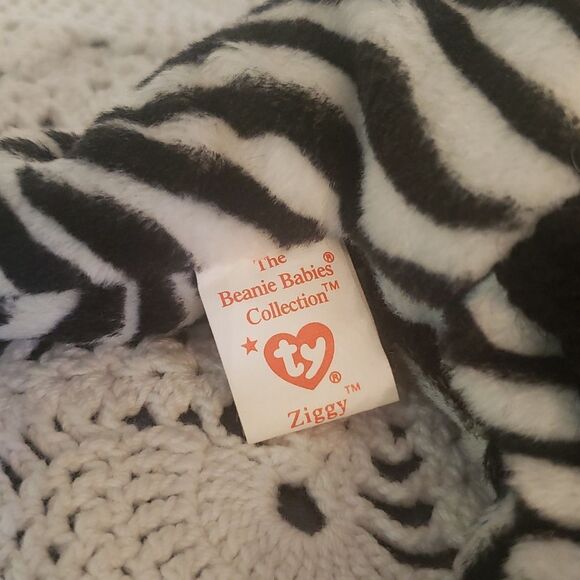 The
Beanie Babies®
Collection™
ty®
Ziggy™